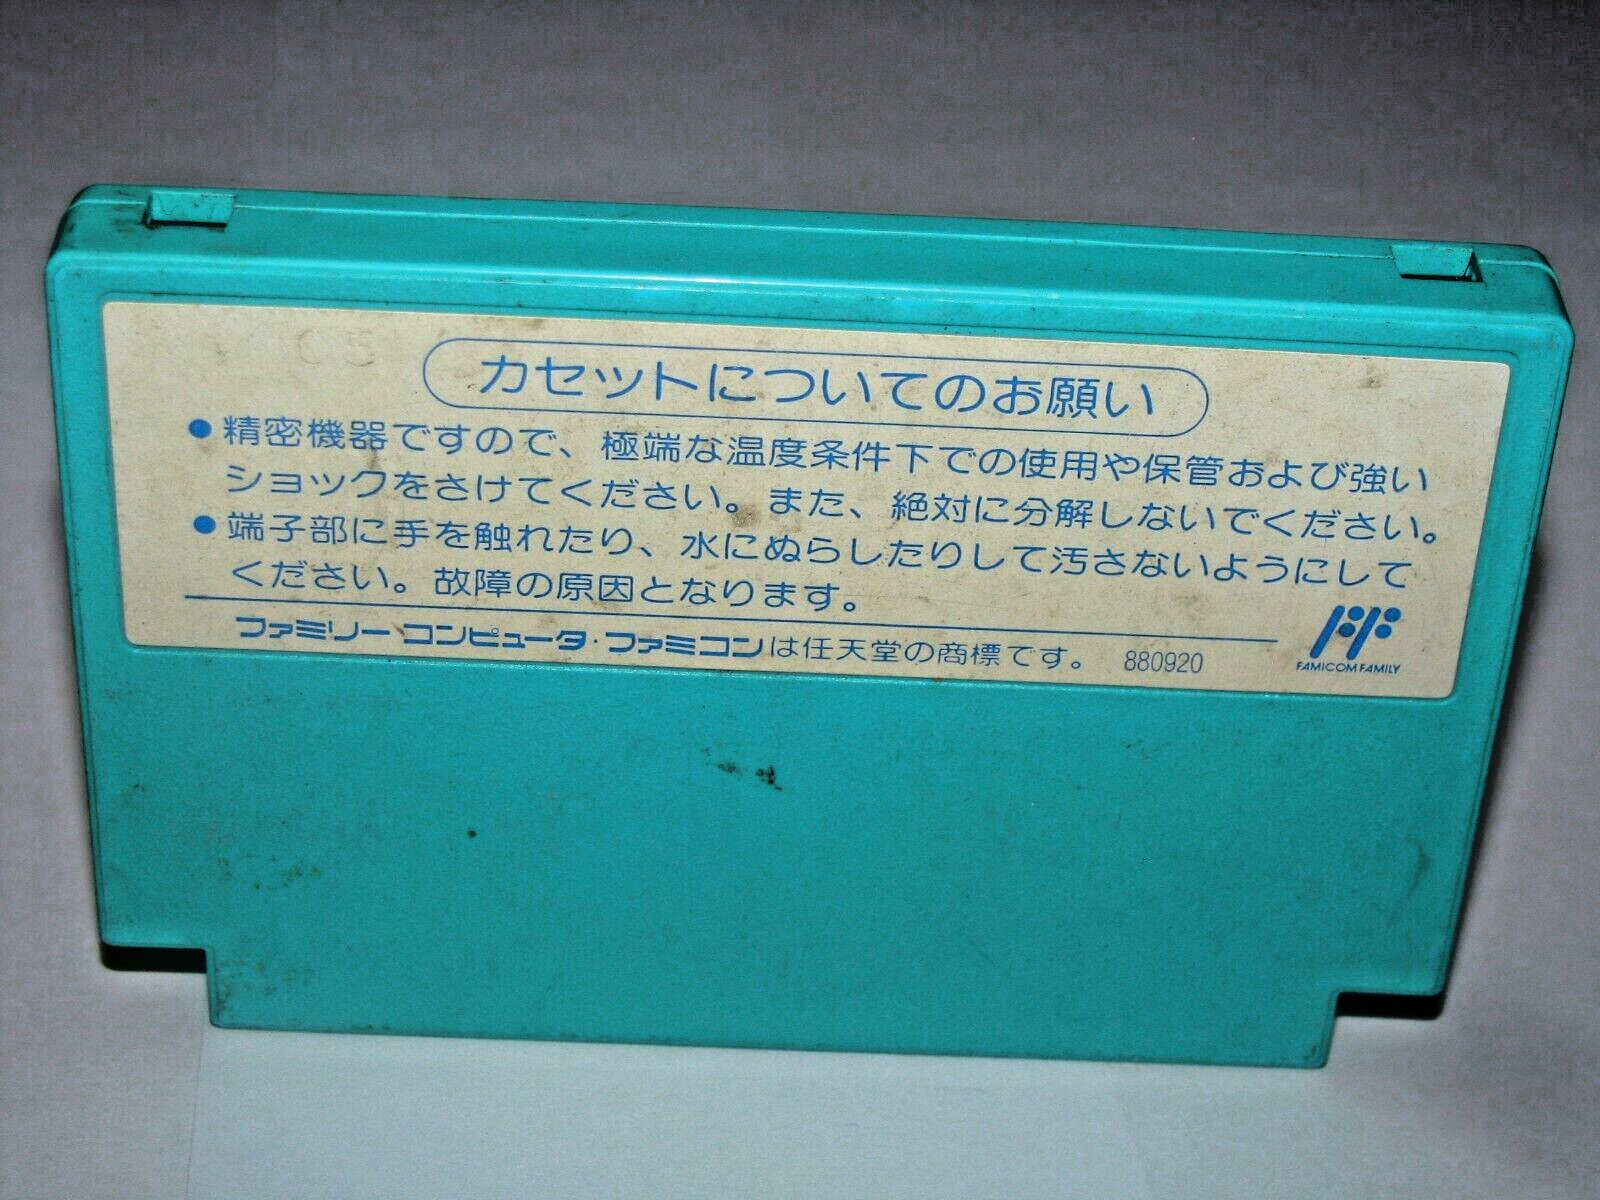 C5
カセットについてのお願い
●精密機器ですので、極端な温度条件下での使用や保管および強い
ショックをさけてください。また、絶対に分解しないでください。
●端子部に手を触れたり、水にぬらしたりして汚さないようにして
ください。故障の原因となります。
ファミリー コンピュータ・ファミコンは任天堂の商標です。 880920
FAMICOM FAMILY